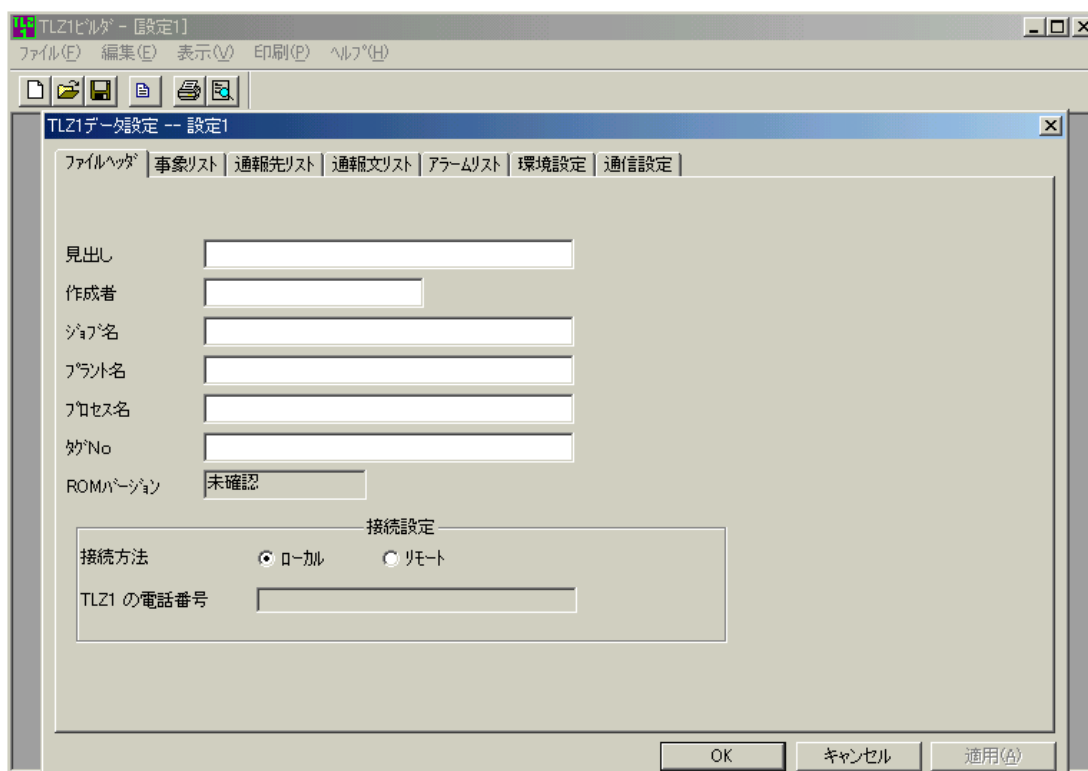 TLZ1ﾋﾞﾙﾀﾞ - [設定1]
ﾌｧｲﾙ(F) 編集(E) 表示(V) 印刷(P) ﾍﾙﾌﾟ(H)
TLZ1ﾃﾞｰﾀ設定 -- 設定1
ﾌｧｲﾙﾍｯﾀﾞ 事象ﾘｽﾄ 通報先ﾘｽﾄ 通報文ﾘｽﾄ ｱﾗｰﾑﾘｽﾄ 環境設定 通信設定
見出し
作成者
ｼﾞｮﾌﾞ名
ﾌﾟﾗﾝﾄ名
ﾌﾟﾛｾｽ名
ﾀｸﾞNo
ROMﾊﾞｰｼﾞｮﾝ 未確認
接続設定
接続方法 ﾛｰｶﾙ ﾘﾓｰﾄ
TLZ1 の電話番号
OK キャンセル 適用(A)